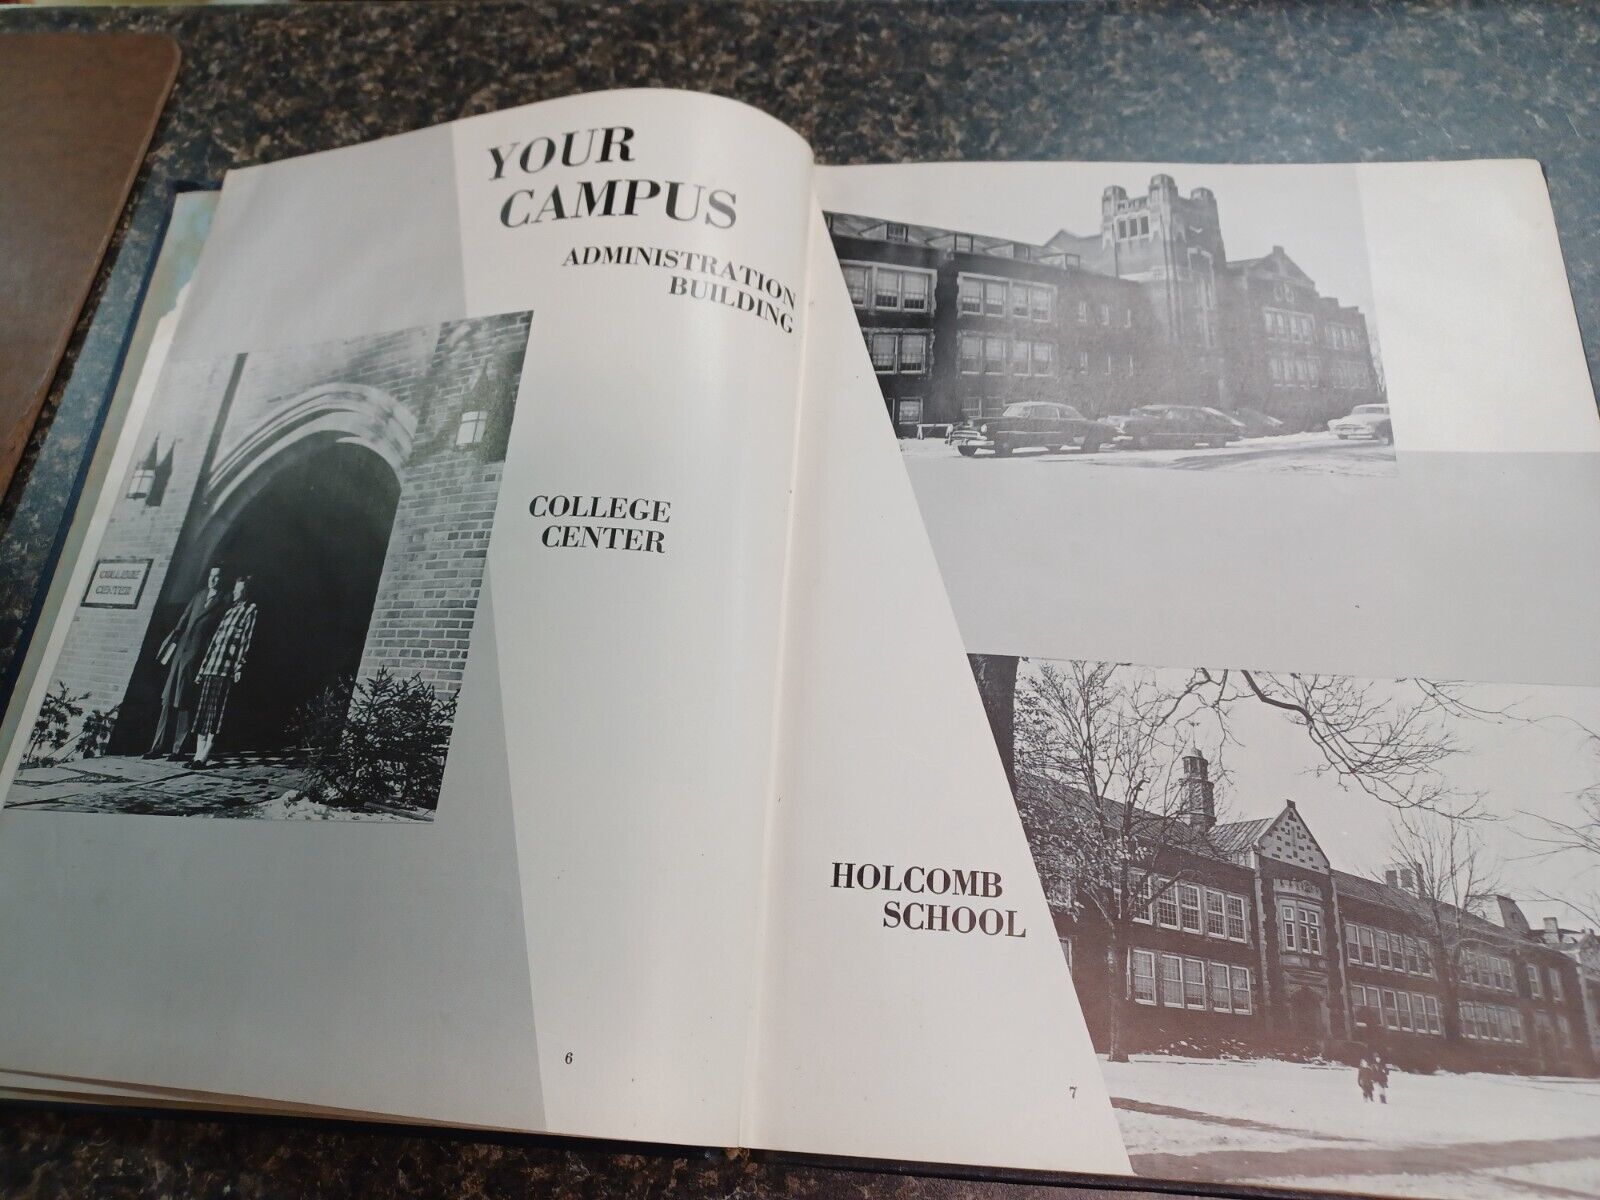 YOUR
CAMPUS
ADMINISTRATION
BUILDING
COLLEGE
CENTER
COLLEGE
CENTER
6
HOLCOMB
SCHOOL
7